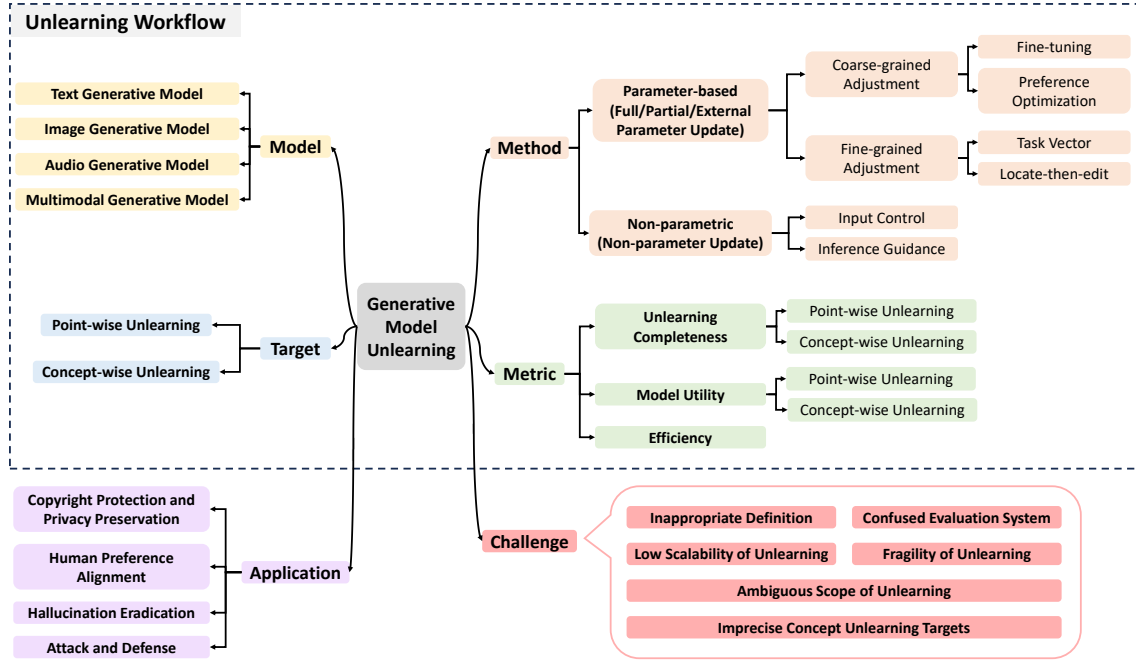 Unlearning Workflow
Text Generative Model
Image Generative Model
Audio Generative Model
Multimodal Generative Model
Model
Point-wise Unlearning
Concept-wise Unlearning
Target
Generative
Model
Unlearning
Method
Parameter-based
(Full/Partial/External
Parameter Update)
Coarse-grained
Adjustment
Fine-tuning
Preference
Optimization
Fine-grained
Adjustment
Task Vector
Locate-then-edit
Non-parametric
(Non-parameter Update)
Input Control
Inference Guidance
Metric
Unlearning
Completeness
Point-wise Unlearning
Concept-wise Unlearning
Model Utility
Point-wise Unlearning
Concept-wise Unlearning
Efficiency
Copyright Protection and
Privacy Preservation
Human Preference
Alignment
Hallucination Eradication
Attack and Defense
Application
Challenge
Inappropriate Definition
Confused Evaluation System
Low Scalability of Unlearning
Fragility of Unlearning
Ambiguous Scope of Unlearning
Imprecise Concept Unlearning Targets